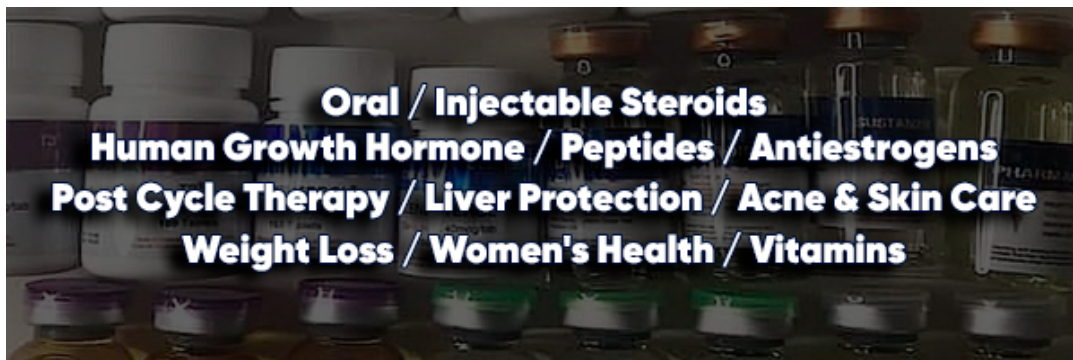 Oral / Injectable Steroids
Human Growth Hormone / Peptides / Antiestrogens
Post Cycle Therapy / Liver Protection / Acne & Skin Care
Weight Loss / Women's Health / Vitamins